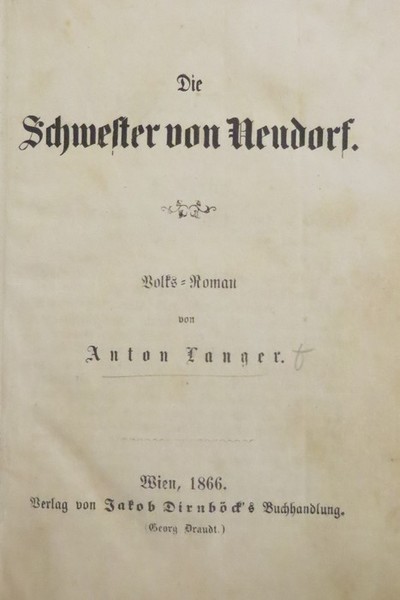 Die
Schwester von Neudorf.
Volks=Roman
von
Anton Langer.
Wien, 1866.
Verlag von Jakob Dirnböck's Buchhandlung.
(Georg Draudt.)